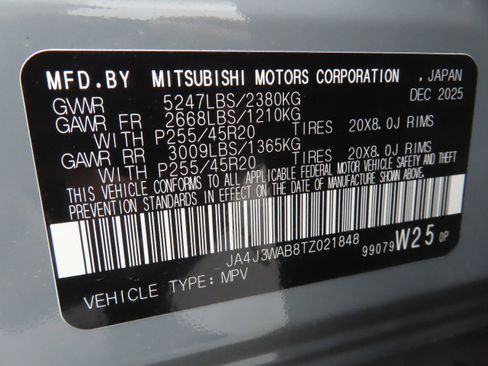 MFD.BY MITSUBISHI MOTORS CORPORATION , JAPAN
GVWR 5247LBS/2380KG DEC 2025
GAWR FR 2668LBS/1210KG
WITH P255/45R20 TIRES 20X8.0J RIMS
GAWR RR 3009LBS/1365KG
WITH P255/45R20 TIRES 20X8.0J RIMS
THIS VEHICLE CONFORMS TO ALL APPLICABLE FEDERAL MOTOR VEHICLE SAFETY AND THEFT
PREVENTION STANDARDS IN EFFECT ON THE DATE OF MANUFACTURE SHOWN ABOVE.
JA4J3WAB8TZ021848 99079 W25 0P
VEHICLE TYPE: MPV